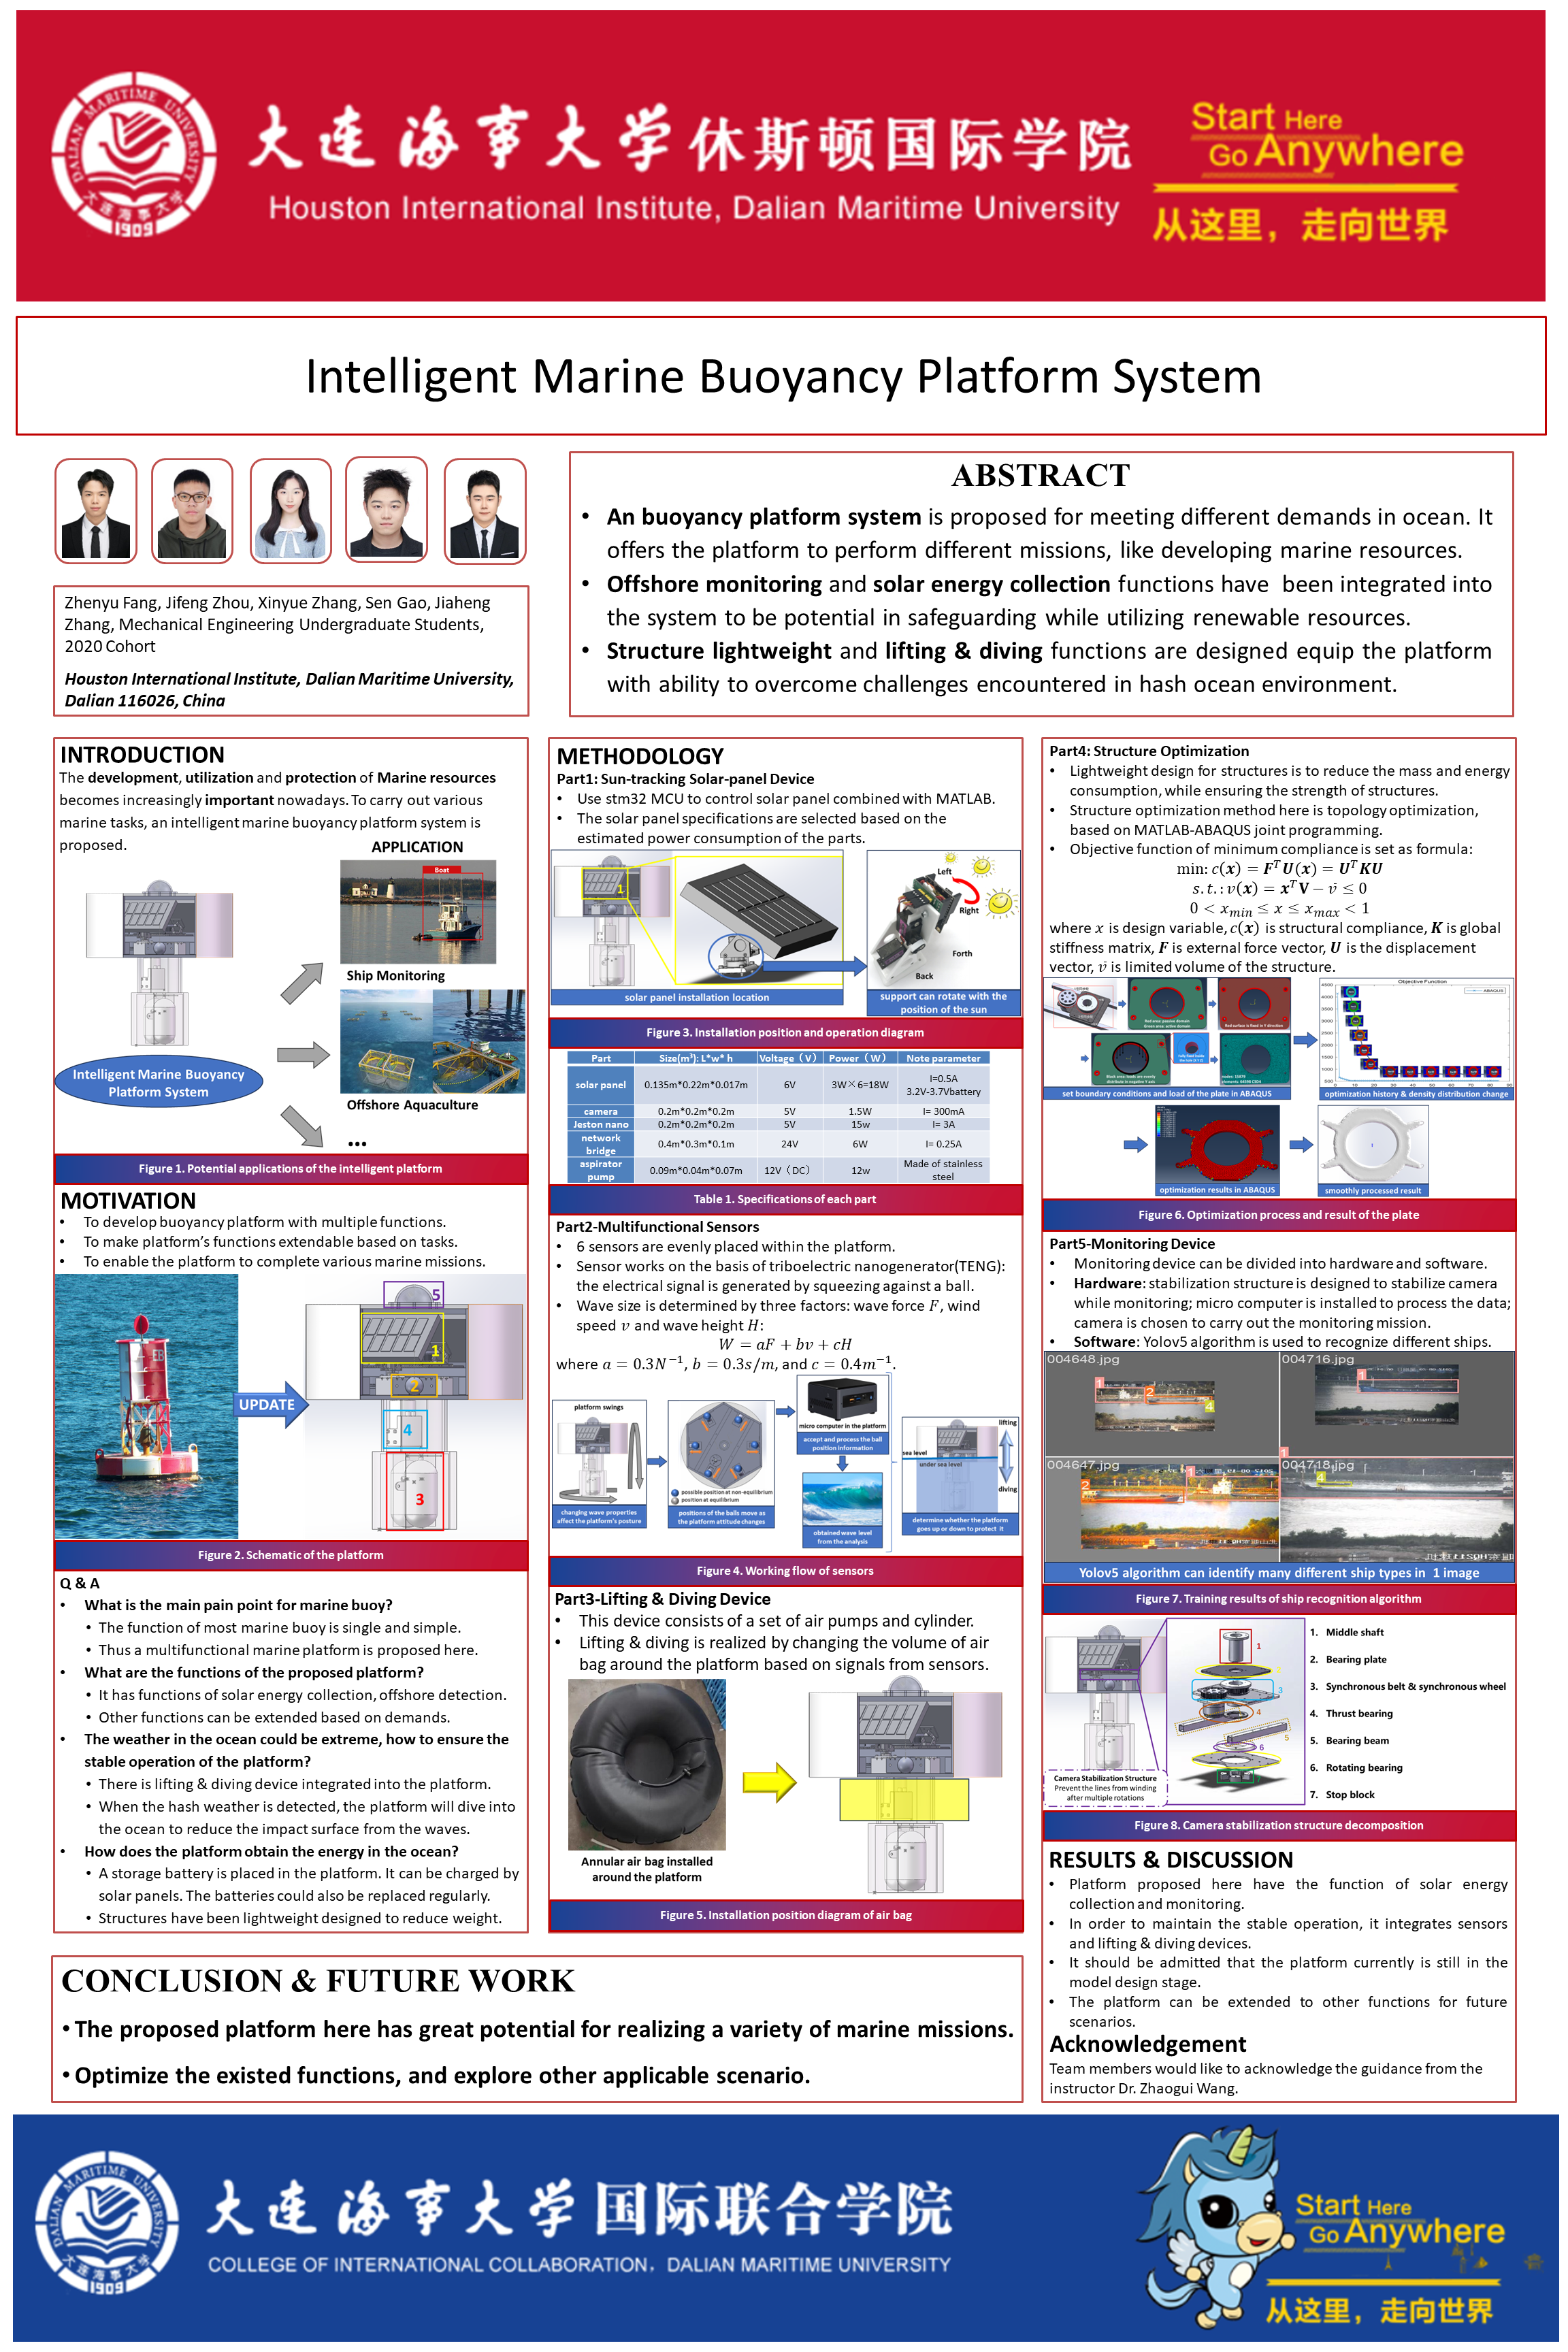 DALIAN MARITIME UNIVERSITY
大连海事大学
1909
大连海事大学休斯顿国际学院
Houston International Institute, Dalian Maritime University
Start Here
Go Anywhere
从这里，走向世界
Intelligent Marine Buoyancy Platform System
Zhenyu Fang, Jifeng Zhou, Xinyue Zhang, Sen Gao, Jiaheng
Zhang, Mechanical Engineering Undergraduate Students,
2020 Cohort
Houston International Institute, Dalian Maritime University,
Dalian 116026, China
ABSTRACT
• An buoyancy platform system is proposed for meeting different demands in ocean. It
offers the platform to perform different missions, like developing marine resources.
• Offshore monitoring and solar energy collection functions have been integrated into
the system to be potential in safeguarding while utilizing renewable resources.
• Structure lightweight and lifting & diving functions are designed equip the platform
with ability to overcome challenges encountered in hash ocean environment.
INTRODUCTION
The development, utilization and protection of Marine resources
becomes increasingly important nowadays. To carry out various
marine tasks, an intelligent marine buoyancy platform system is
proposed.
APPLICATION
Boat
Ship Monitoring
Intelligent Marine Buoyancy
Platform System
Offshore Aquaculture
...
Figure 1. Potential applications of the intelligent platform
MOTIVATION
• To develop buoyancy platform with multiple functions.
• To make platform's functions extendable based on tasks.
• To enable the platform to complete various marine missions.
UPDATE
5
1
2
4
3
Figure 2. Schematic of the platform
Q & A
• What is the main pain point for marine buoy?
• The function of most marine buoy is single and simple.
• Thus a multifunctional marine platform is proposed here.
• What are the functions of the proposed platform?
• It has functions of solar energy collection, offshore detection.
• Other functions can be extended based on demands.
• The weather in the ocean could be extreme, how to ensure the
stable operation of the platform?
• There is lifting & diving device integrated into the platform.
• When the hash weather is detected, the platform will dive into
the ocean to reduce the impact surface from the waves.
• How does the platform obtain the energy in the ocean?
• A storage battery is placed in the platform. It can be charged by
solar panels. The batteries could also be replaced regularly.
• Structures have been lightweight designed to reduce weight.
METHODOLOGY
Part1: Sun-tracking Solar-panel Device
• Use stm32 MCU to control solar panel combined with MATLAB.
• The solar panel specifications are selected based on the
estimated power consumption of the parts.
1
Left
Right
Forth
Back
solar panel installation location
support can rotate with the
position of the sun
Figure 3. Installation position and operation diagram
Part Size(m³): L*w* h Voltage（V） Power（W） Note parameter
solar panel 0.135m*0.22m*0.017m 6V 3W×6=18W I=0.5A
3.2V-3.7Vbattery
camera 0.2m*0.2m*0.2m 5V 1.5W I= 300mA
Jeston nano 0.2m*0.2m*0.2m 5V 15w I= 3A
network
bridge 0.4m*0.3m*0.1m 24V 6W I= 0.25A
aspirator
pump 0.09m*0.04m*0.07m 12V（DC） 12w Made of stainless
steel
Table 1. Specifications of each part
Part2-Multifunctional Sensors
• 6 sensors are evenly placed within the platform.
• Sensor works on the basis of triboelectric nanogenerator(TENG):
the electrical signal is generated by squeezing against a ball.
• Wave size is determined by three factors: wave force F, wind
speed v and wave height H:
W = aF + bv + cH
where a = 0.3N⁻¹, b = 0.3s/m, and c = 0.4m⁻¹.
platform swings
changing wave properties
affect the platform's posture
possible position at non-equilibrium
position at equilibrium
positions of the balls move as
the platform attitude changes
micro computer in the platform
accept and process the ball
position information
obtained wave level
from the analysis
lifting
sea level
under sea level
diving
determine whether the platform
goes up or down to protect it
Figure 4. Working flow of sensors
Part3-Lifting & Diving Device
• This device consists of a set of air pumps and cylinder.
• Lifting & diving is realized by changing the volume of air
bag around the platform based on signals from sensors.
Annular air bag installed
around the platform
Figure 5. Installation position diagram of air bag
Part4: Structure Optimization
• Lightweight design for structures is to reduce the mass and energy
consumption, while ensuring the strength of structures.
• Structure optimization method here is topology optimization,
based on MATLAB-ABAQUS joint programming.
• Objective function of minimum compliance is set as formula:
min: c(x) = FᵀU(x) = UᵀKU
s.t.: v(x) = xᵀV − v̄ ≤ 0
0 < x_min ≤ x ≤ x_max < 1
where x is design variable, c(x) is structural compliance, K is global
stiffness matrix, F is external force vector, U is the displacement
vector, v̄ is limited volume of the structure.
set boundary conditions and load of the plate in ABAQUS
Objective Function
ABAQUS
optimization history & density distribution change
optimization results in ABAQUS
smoothly processed result
Figure 6. Optimization process and result of the plate
Part5-Monitoring Device
• Monitoring device can be divided into hardware and software.
• Hardware: stabilization structure is designed to stabilize camera
while monitoring; micro computer is installed to process the data;
camera is chosen to carry out the monitoring mission.
• Software: Yolov5 algorithm is used to recognize different ships.
004648.jpg
004716.jpg
004647.jpg
004718.jpg
Yolov5 algorithm can identify many different ship types in 1 image
Figure 7. Training results of ship recognition algorithm
Camera Stabilization Structure
Prevent the lines from winding
after multiple rotations
1. Middle shaft
2. Bearing plate
3. Synchronous belt & synchronous wheel
4. Thrust bearing
5. Bearing beam
6. Rotating bearing
7. Stop block
Figure 8. Camera stabilization structure decomposition
RESULTS & DISCUSSION
• Platform proposed here have the function of solar energy
collection and monitoring.
• In order to maintain the stable operation, it integrates sensors
and lifting & diving devices.
• It should be admitted that the platform currently is still in the
model design stage.
• The platform can be extended to other functions for future
scenarios.
Acknowledgement
Team members would like to acknowledge the guidance from the
instructor Dr. Zhaogui Wang.
CONCLUSION & FUTURE WORK
• The proposed platform here has great potential for realizing a variety of marine missions.
• Optimize the existed functions, and explore other applicable scenario.
DALIAN MARITIME UNIVERSITY
大连海事大学
1909
大连海事大学国际联合学院
COLLEGE OF INTERNATIONAL COLLABORATION，DALIAN MARITIME UNIVERSITY
Start Here
Go Anywhere
从这里，走向世界